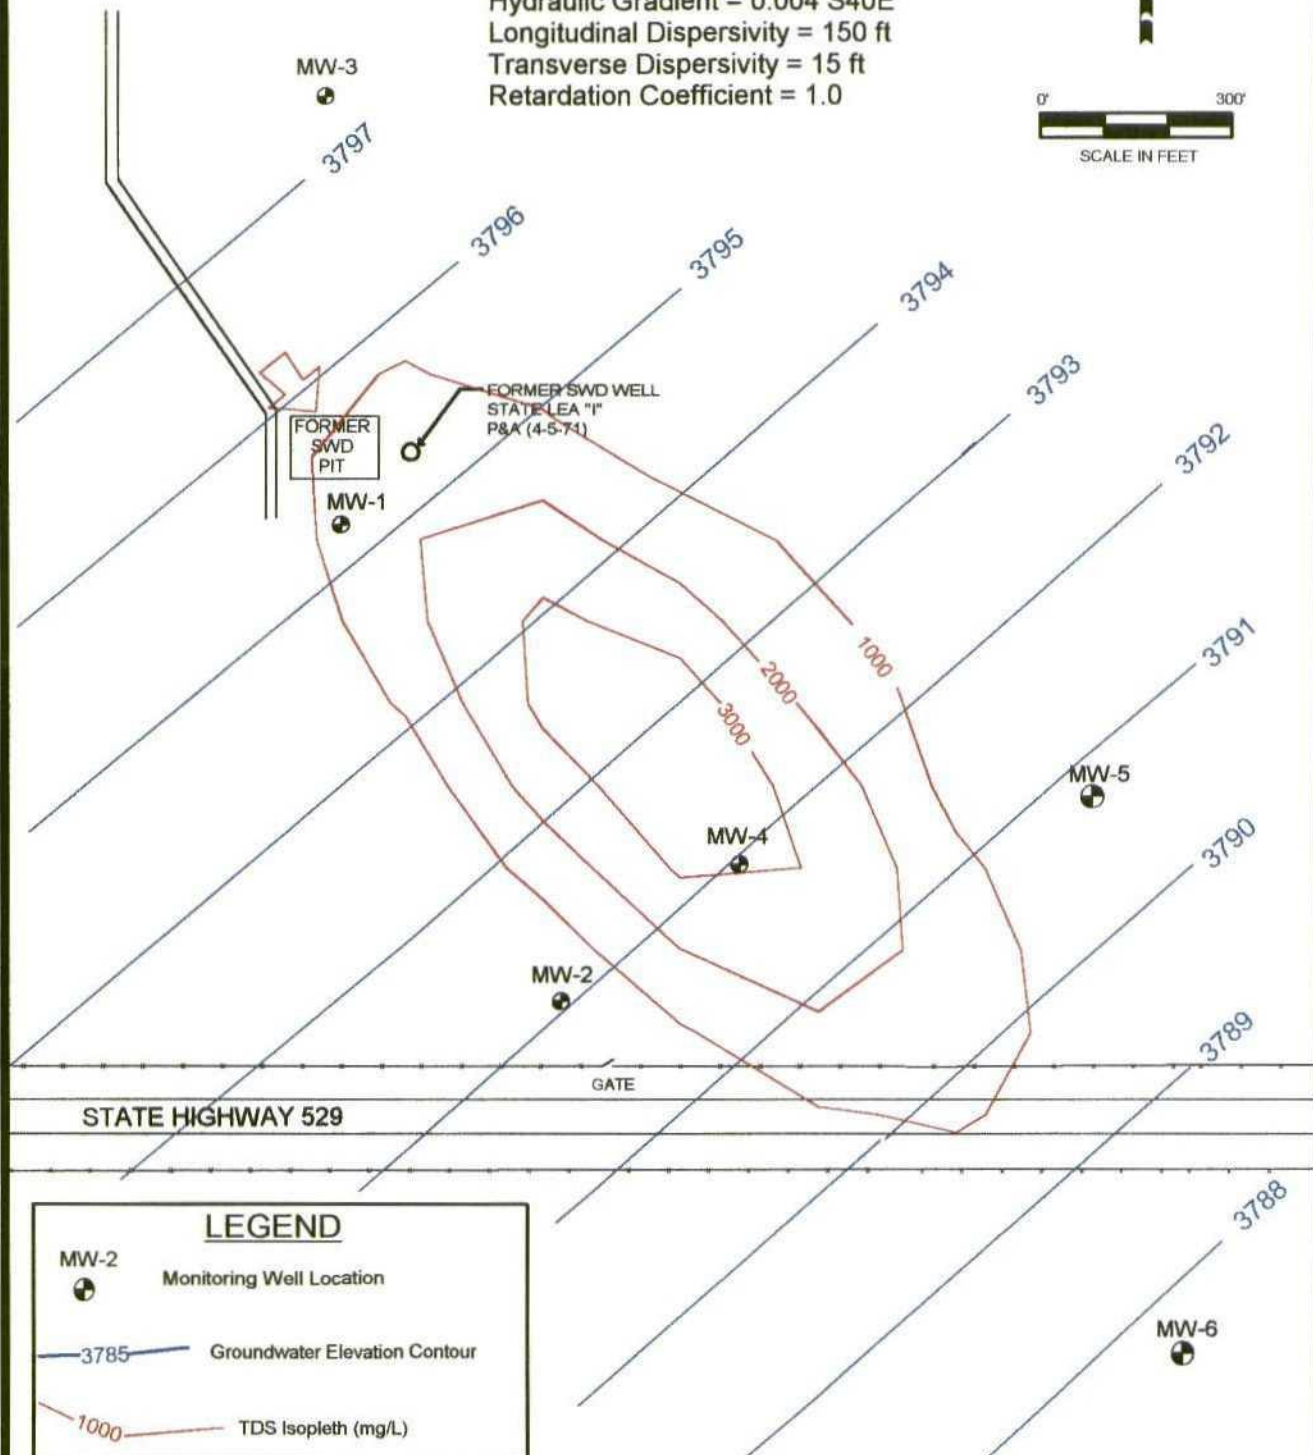 Hydraulic Gradient = 0.004 S40E
Longitudinal Dispersivity = 150 ft
Transverse Dispersivity = 15 ft
Retardation Coefficient = 1.0
0'
300'
SCALE IN FEET
MW-3
3797
3796
3795
3794
3793
3792
3791
3790
3789
3788
FORMER SWD WELL
STATE LEA "I"
P&A (4-5-71)
FORMER
SWD
PIT
MW-1
1000
2000
3000
MW-5
MW-4
MW-2
GATE
STATE HIGHWAY 529
MW-6
LEGEND
MW-2
Monitoring Well Location
3785
Groundwater Elevation Contour
1000
TDS Isopleth (mg/L)